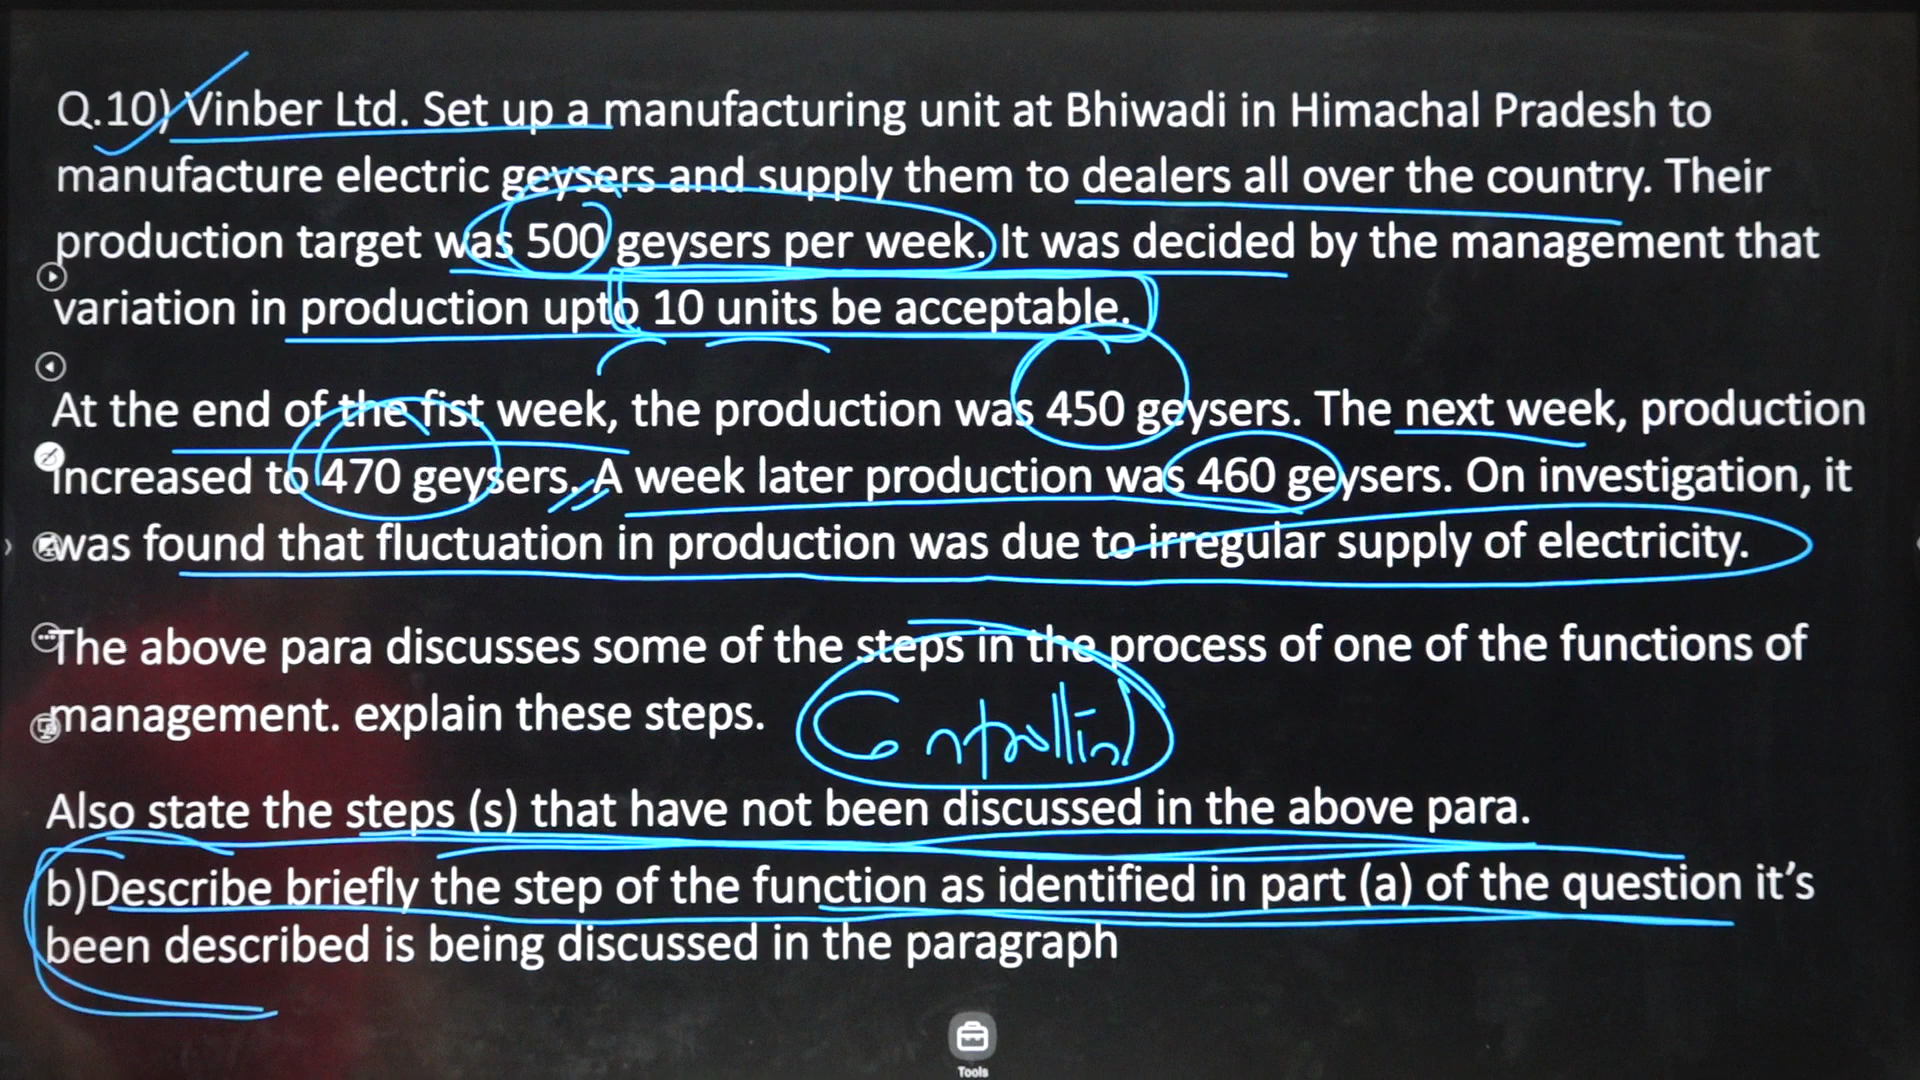 Q.10) Vinber Ltd. Set up a manufacturing unit at Bhiwadi in Himachal Pradesh to
manufacture electric geysers and supply them to dealers all over the country. Their
production target was 500 geysers per week. It was decided by the management that
variation in production upto 10 units be acceptable.
At the end of the fist week, the production was 450 geysers. The next week, production
increased to 470 geysers. A week later production was 460 geysers. On investigation, it
was found that fluctuation in production was due to irregular supply of electricity.
The above para discusses some of the steps in the process of one of the functions of
management. explain these steps.
Controlling
Also state the steps (s) that have not been discussed in the above para.
b)Describe briefly the step of the function as identified in part (a) of the question it's
been described is being discussed in the paragraph
Tools